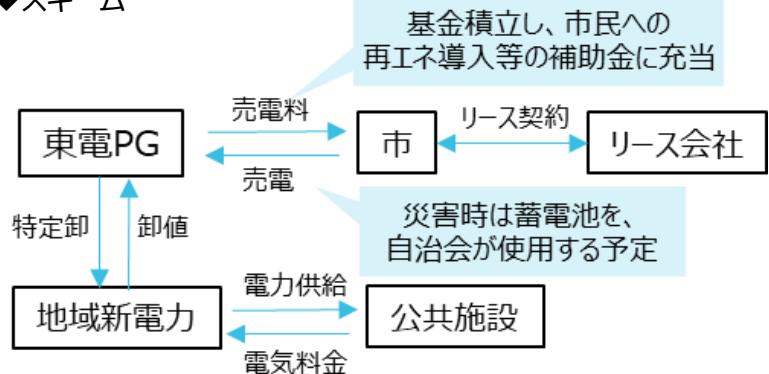 ◆スキーム
基金積立し、市民への
再エネ導入等の補助金に充当
売電料
リース契約
東電PG
市
リース会社
売電
特定卸
卸値
災害時は蓄電池を、
自治会が使用する予定
電力供給
地域新電力
公共施設
電気料金